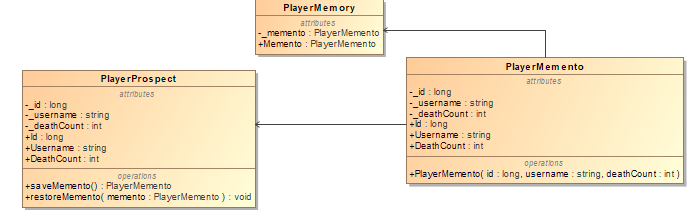 PlayerMemory
attributes
-_memento : PlayerMemento
+Memento : PlayerMemento
PlayerProspect
attributes
-_id : long
-_username : string
-_deathCount : int
+Id : long
+Username : string
+DeathCount : int
operations
+saveMemento() : PlayerMemento
+restoreMemento( memento : PlayerMemento ) : void
PlayerMemento
attributes
-_id : long
-_username : string
-_deathCount : int
+Id : long
+Username : string
+DeathCount : int
operations
+PlayerMemento( id : long, username : string, deathCount : int )